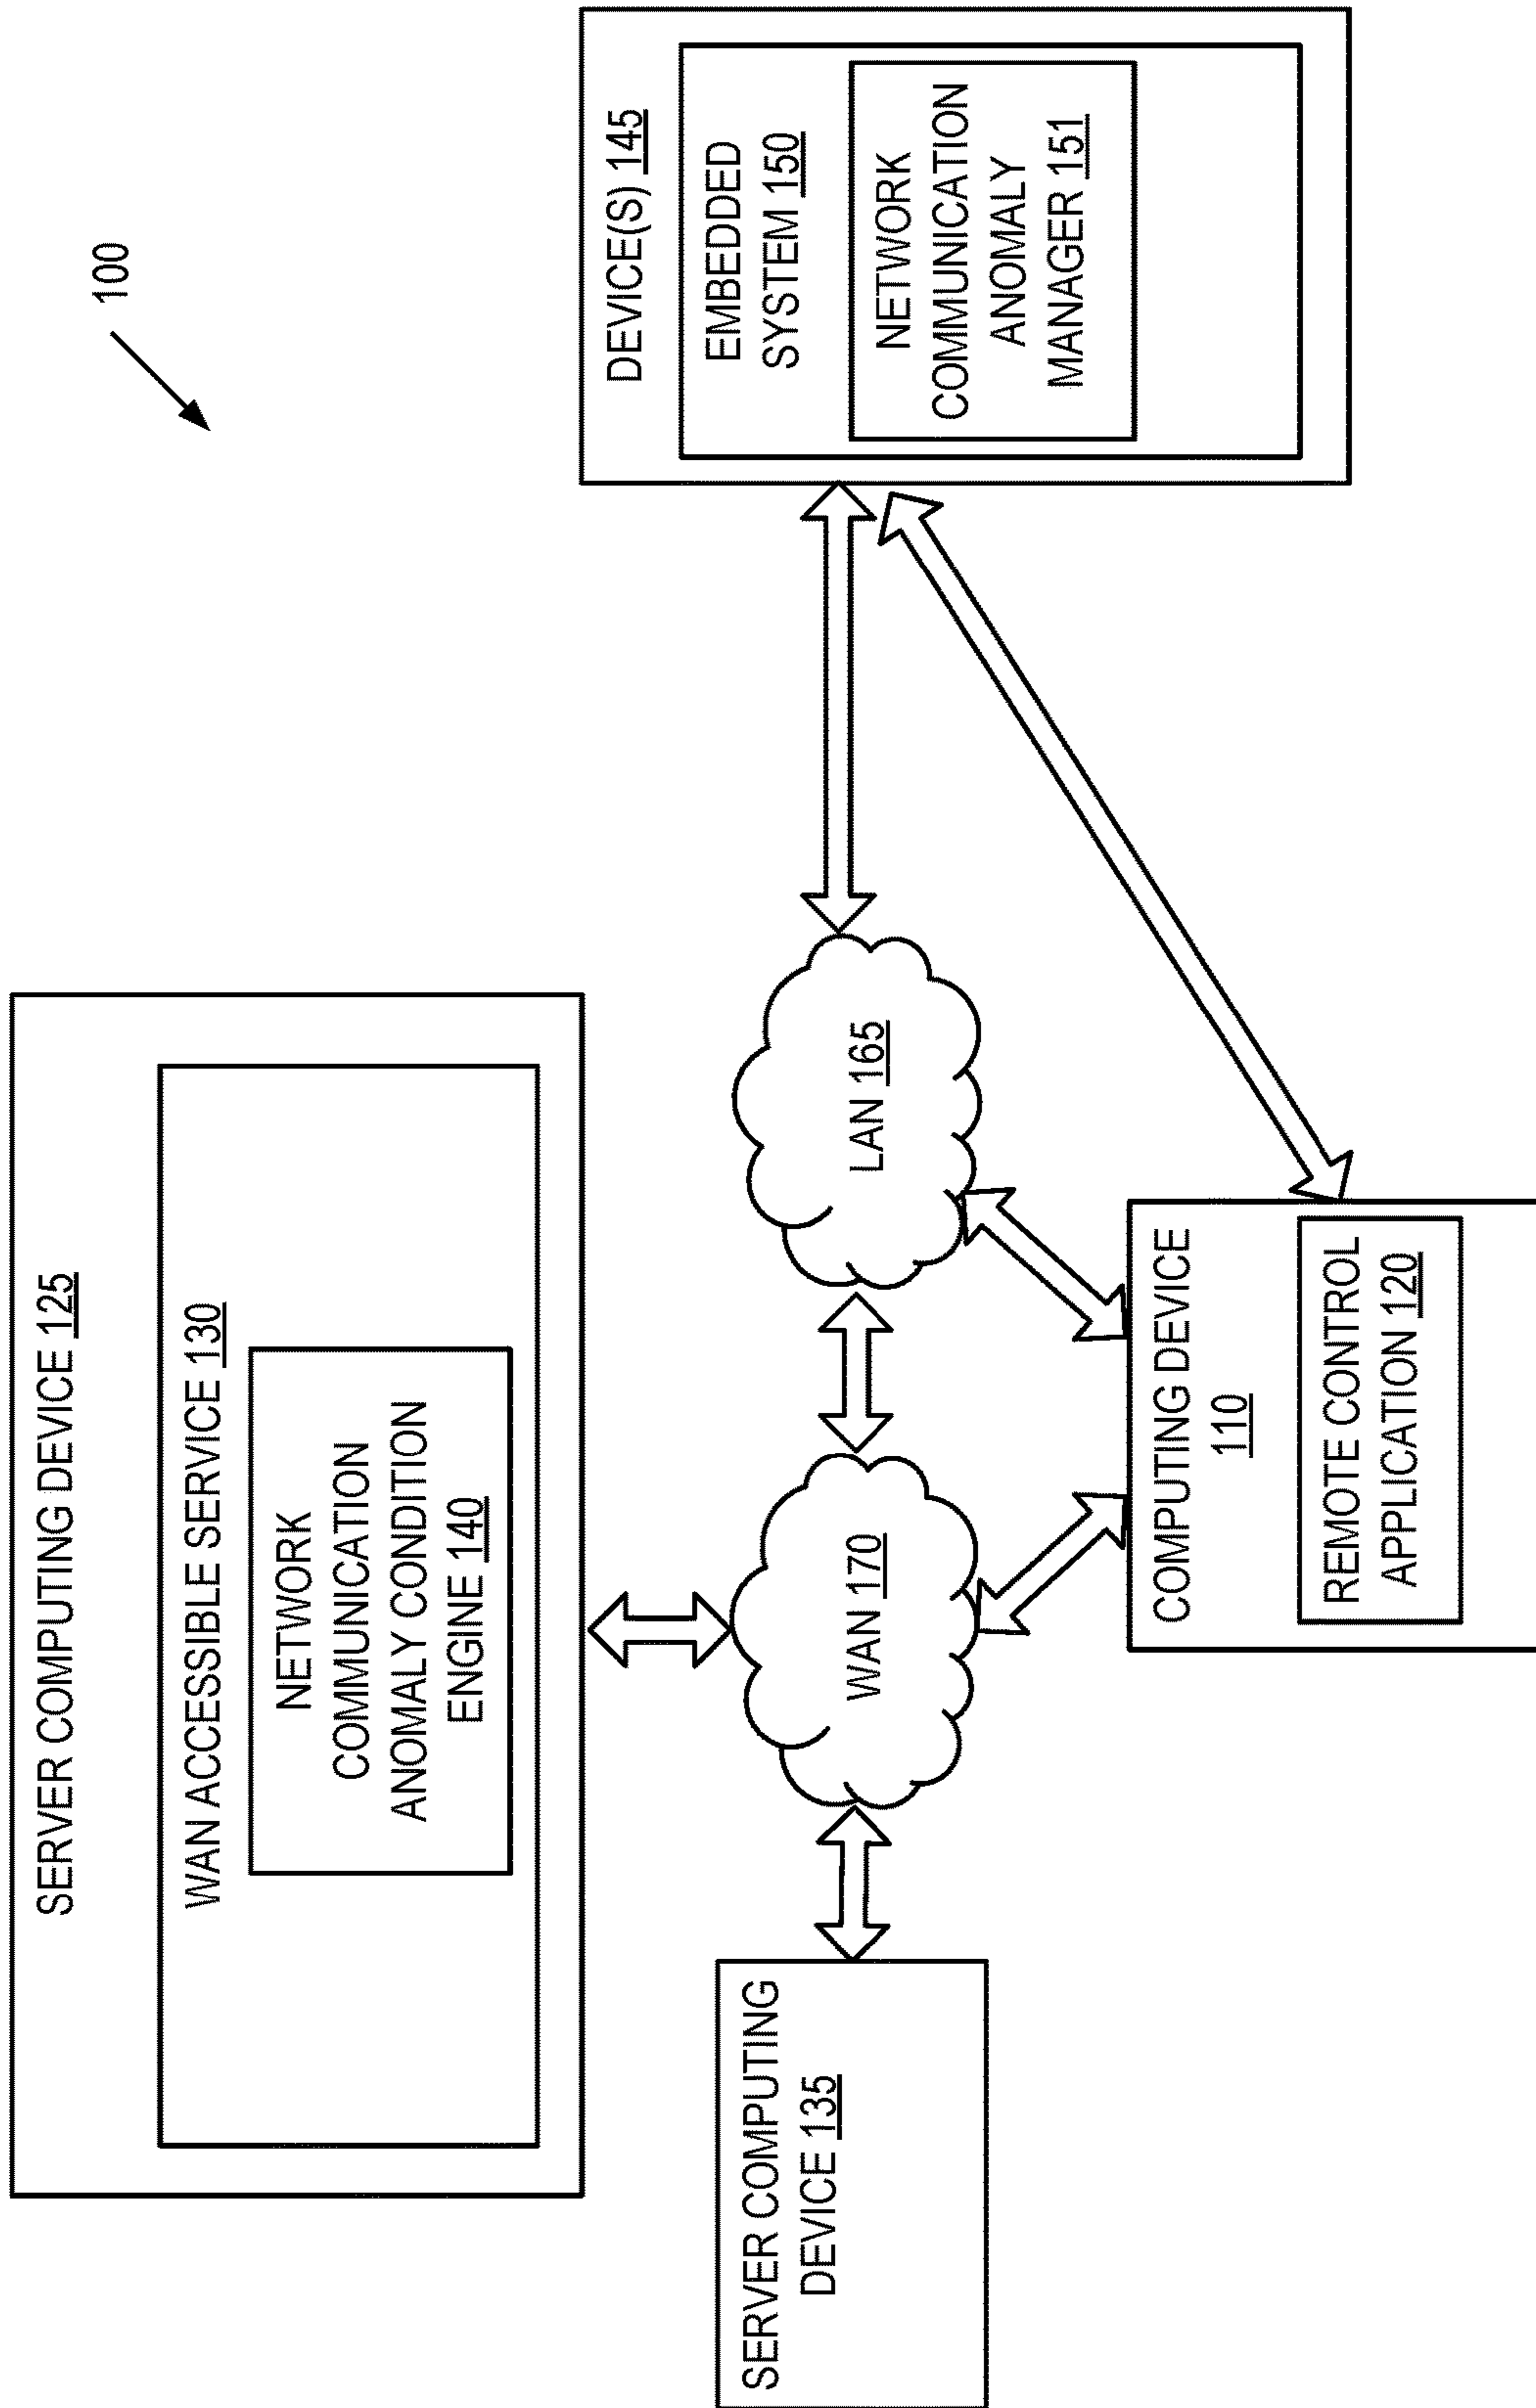 100
SERVER COMPUTING DEVICE 125
WAN ACCESSIBLE SERVICE 130
NETWORK
COMMUNICATION
ANOMALY CONDITION
ENGINE 140
DEVICE(S) 145
EMBEDDED
SYSTEM 150
NETWORK
COMMUNICATION
ANOMALY
MANAGER 151
SERVER COMPUTING
DEVICE 135
WAN 170
LAN 165
COMPUTING DEVICE
110
REMOTE CONTROL
APPLICATION 120